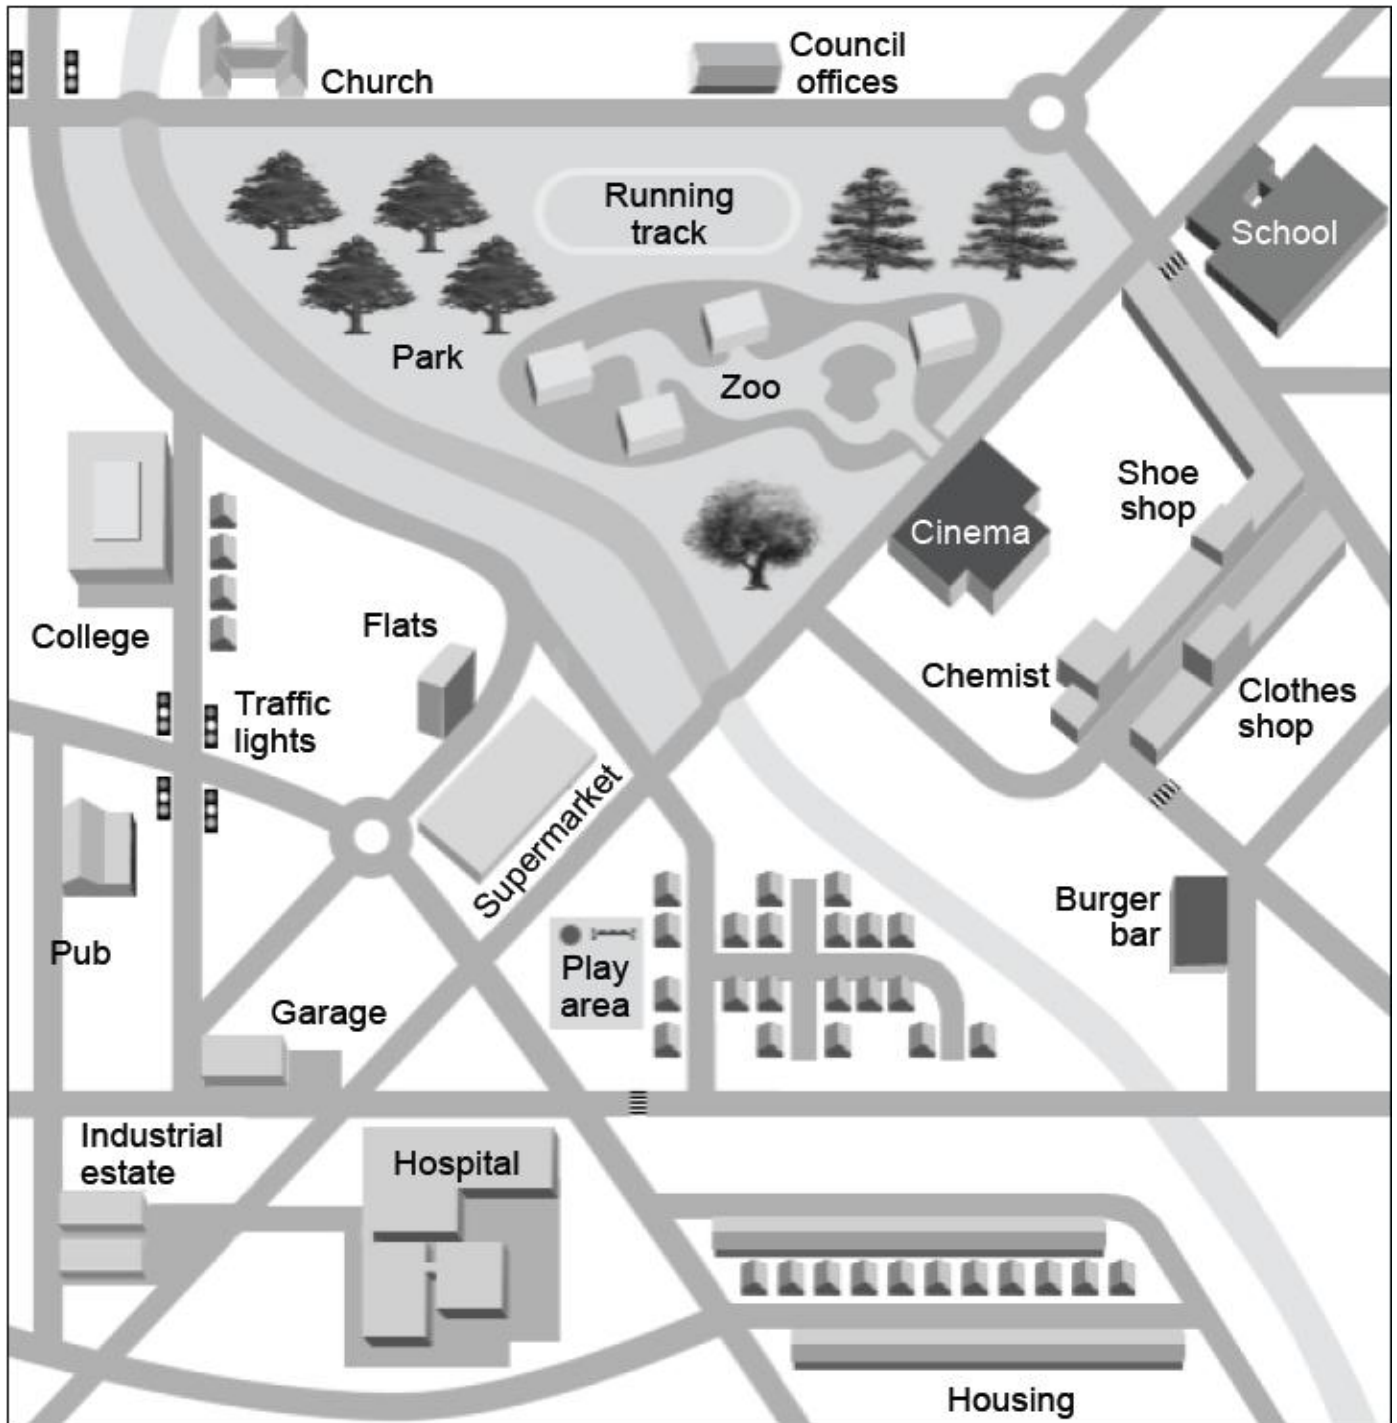 Church
Council
offices
Running
track
School
Park
Zoo
Shoe
shop
Cinema
College
Flats
Chemist
Clothes
shop
Traffic
lights
Supermarket
Burger
bar
Pub
Play
area
Garage
Industrial
estate
Hospital
Housing